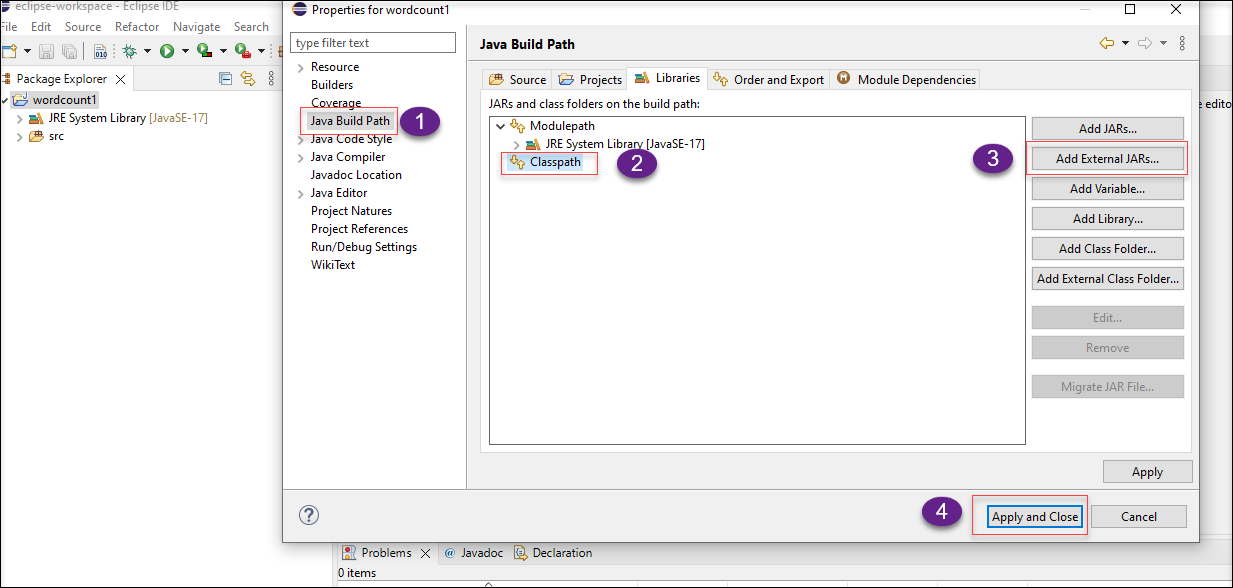 eclipse-workspace - Eclipse IDE
File Edit Source Refactor Navigate Search
Package Explorer
wordcount1
JRE System Library [JavaSE-17]
src
Properties for wordcount1
type filter text
Resource
Builders
Coverage
Java Build Path
1
Java Code Style
Java Compiler
Javadoc Location
Java Editor
Project Natures
Project References
Run/Debug Settings
WikiText
Java Build Path
Source Projects Libraries Order and Export Module Dependencies
JARs and class folders on the build path:
Modulepath
JRE System Library [JavaSE-17]
Classpath
2
Add JARs...
3
Add External JARs...
Add Variable...
Add Library...
Add Class Folder...
Add External Class Folder...
Edit...
Remove
Migrate JAR File...
Apply
4
Apply and Close Cancel
e edito
Problems @ Javadoc Declaration
0 items